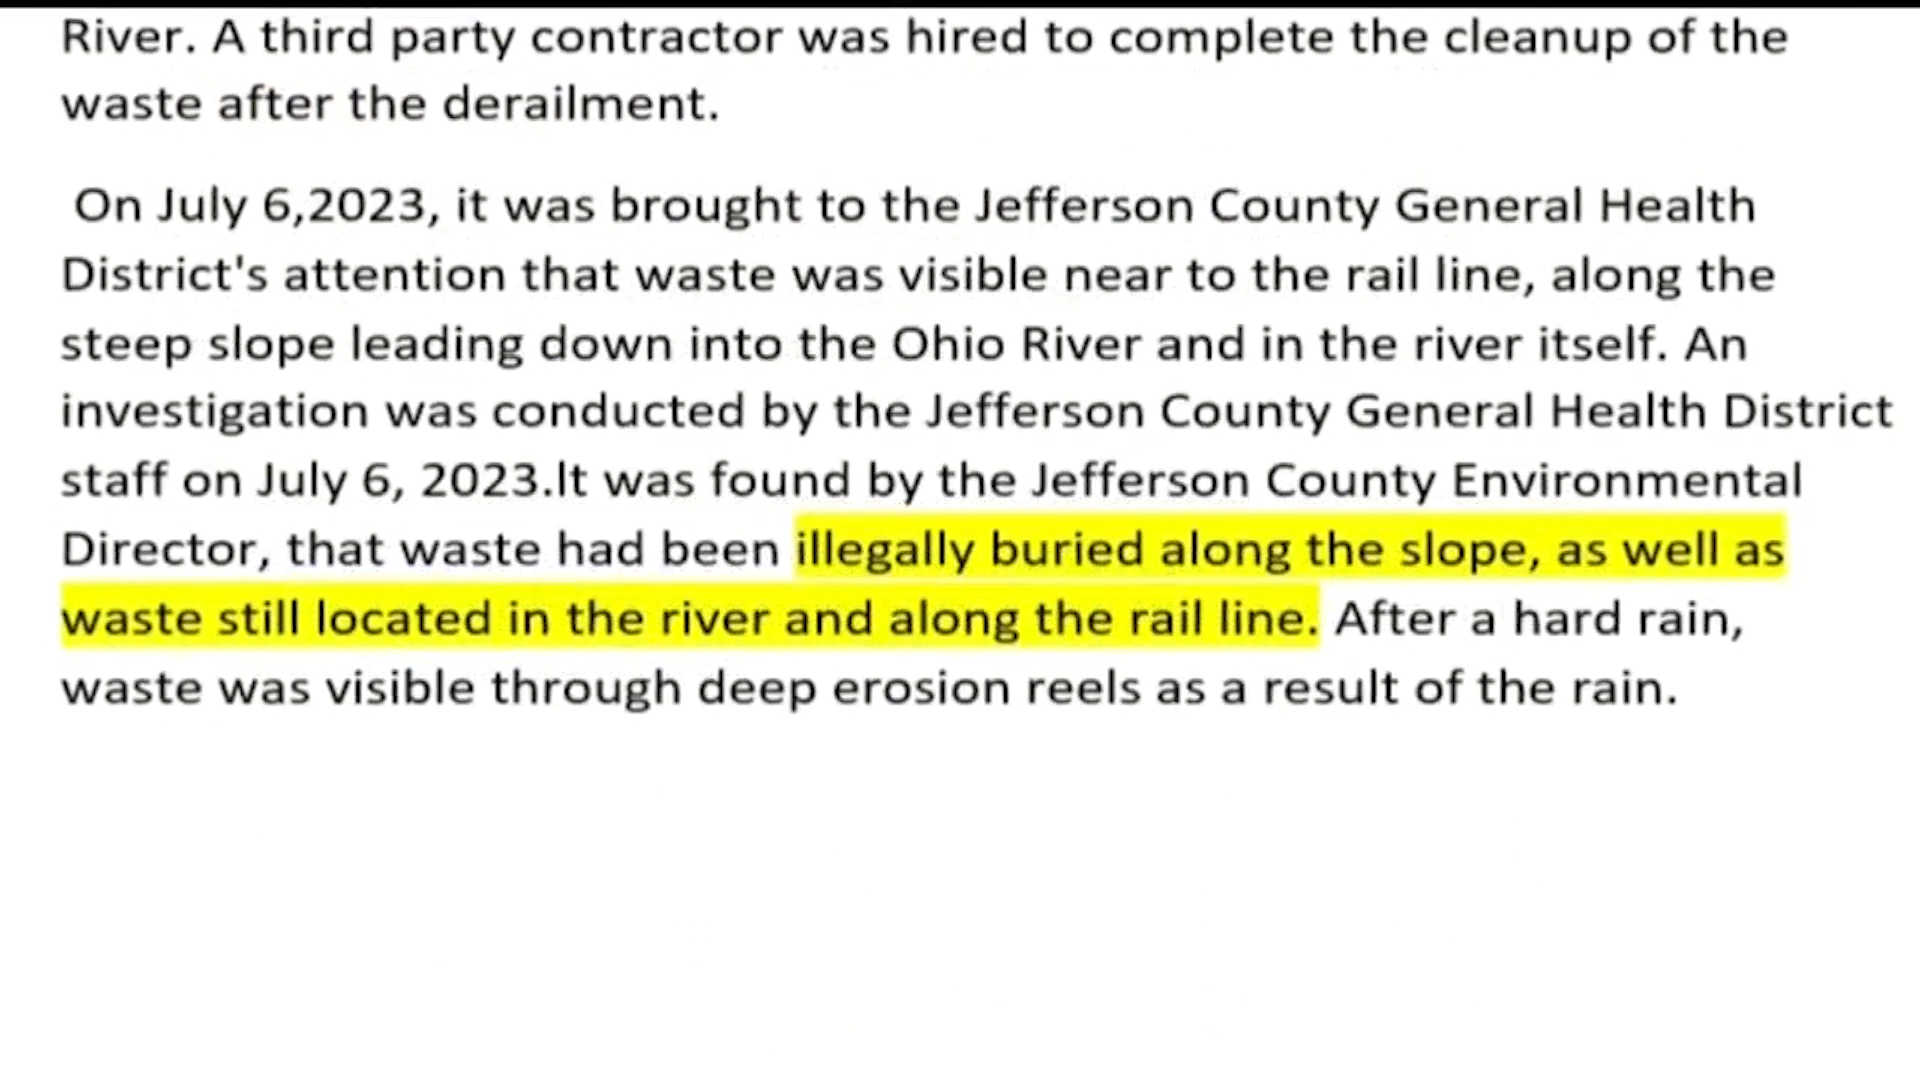 River. A third party contractor was hired to complete the cleanup of the
waste after the derailment.
On July 6,2023, it was brought to the Jefferson County General Health
District's attention that waste was visible near to the rail line, along the
steep slope leading down into the Ohio River and in the river itself. An
investigation was conducted by the Jefferson County General Health District
staff on July 6, 2023.It was found by the Jefferson County Environmental
Director, that waste had been illegally buried along the slope, as well as
waste still located in the river and along the rail line. After a hard rain,
waste was visible through deep erosion reels as a result of the rain.